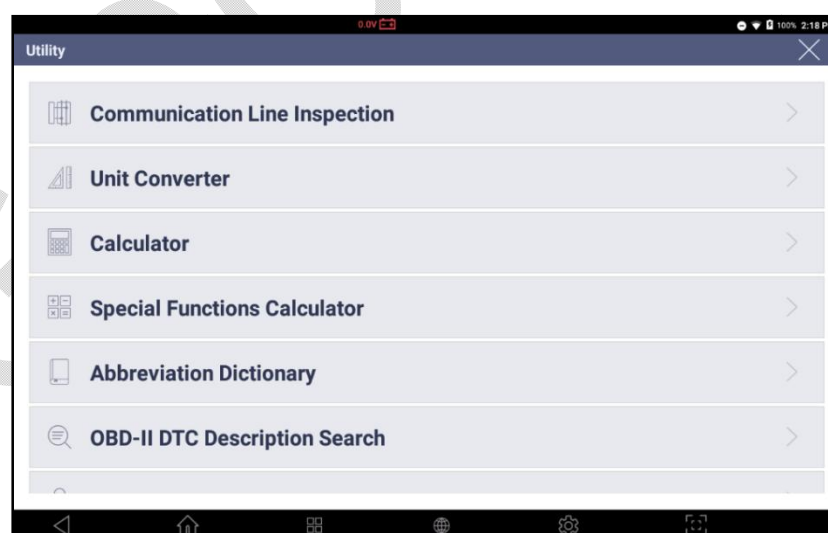 0.0V
100% 2:18 P
Utility
Communication Line Inspection
Unit Converter
Calculator
Special Functions Calculator
Abbreviation Dictionary
OBD-II DTC Description Search